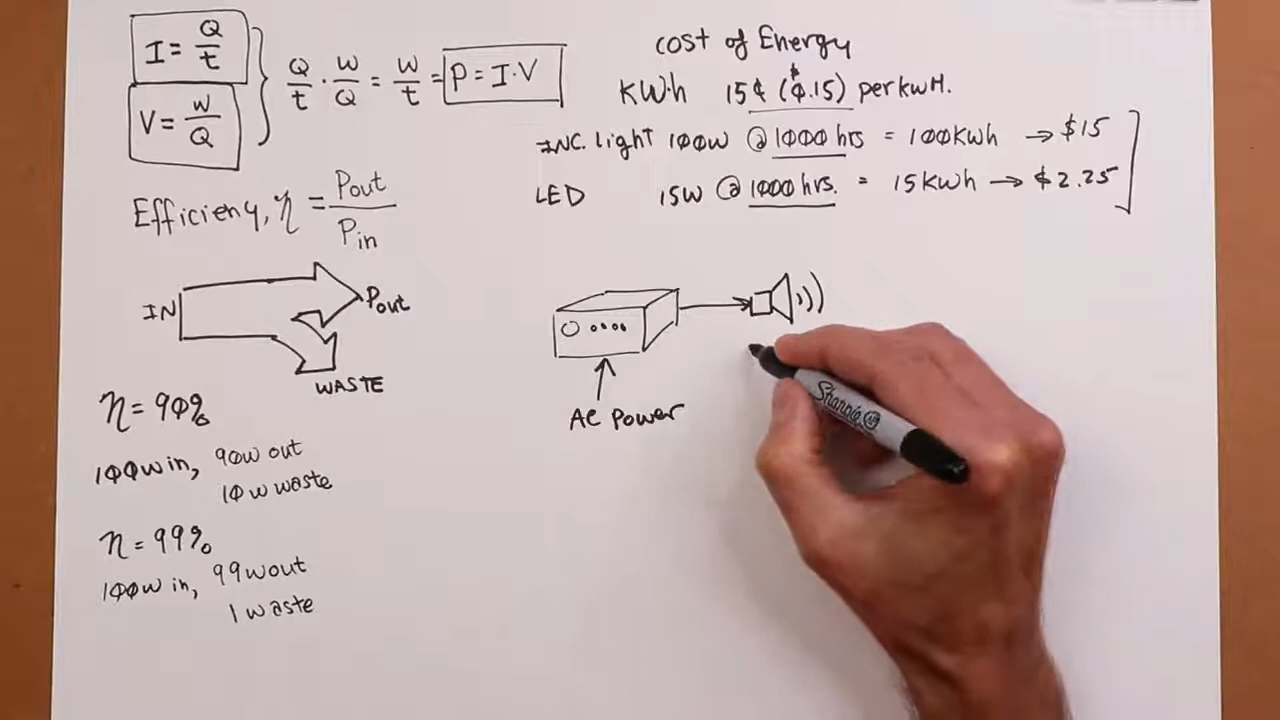 I = Q/t
V = W/Q
Q/t · W/Q = W/t = P = I·V
Efficieny, η = Pout/Pin
IN
Pout
WASTE
η = 90%
100w in, 90w out
10w waste
η = 99%
100w in, 99w out
1 waste
cost of Energy
KWh 15¢ ($0.15) per kwH.
INC. light 100W @ 1000 hrs = 100KWh → $15
LED 15W @ 1000 hrs. = 15KWh → $2.25
AC Power
Sharpie